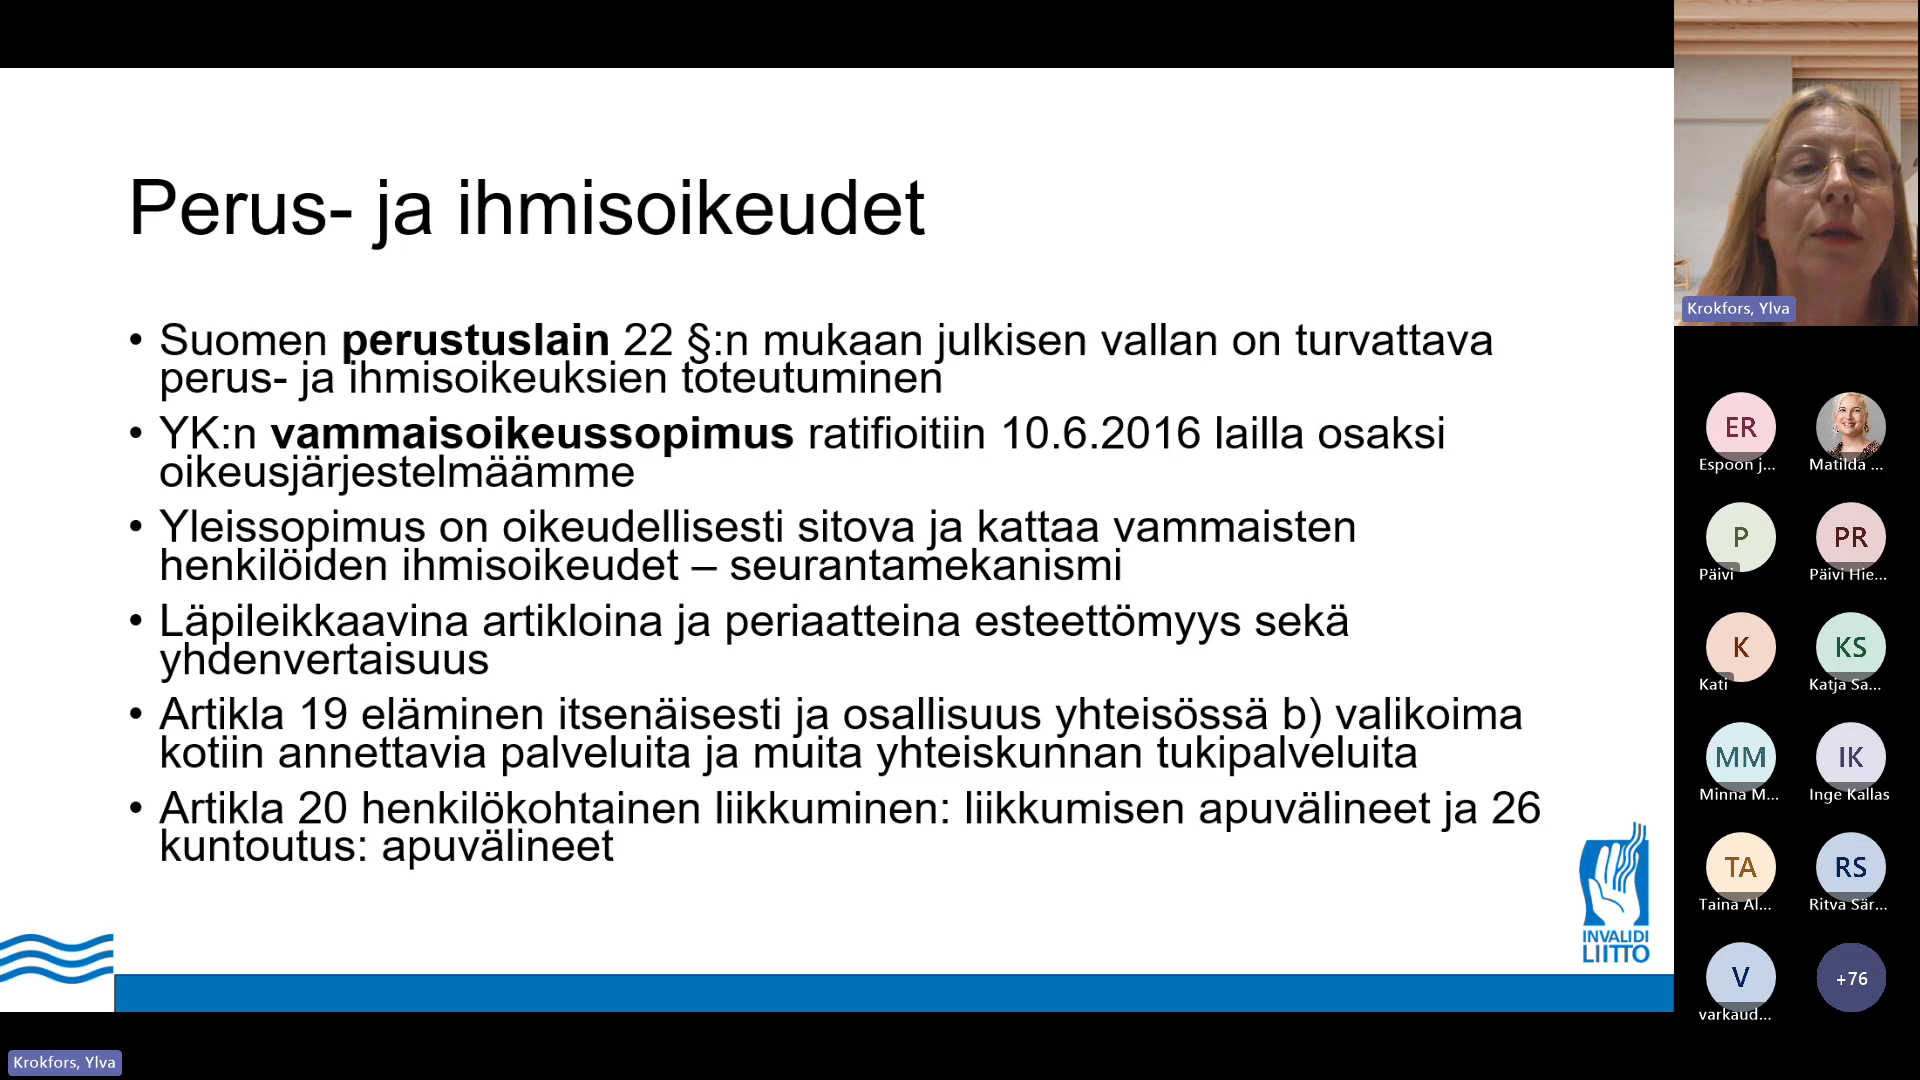 Perus- ja ihmisoikeudet
• Suomen perustuslain 22 §:n mukaan julkisen vallan on turvattava
perus- ja ihmisoikeuksien toteutuminen
• YK:n vammaisoikeussopimus ratifioitiin 10.6.2016 lailla osaksi
oikeusjärjestelmäämme
• Yleissopimus on oikeudellisesti sitova ja kattaa vammaisten
henkilöiden ihmisoikeudet – seurantamekanismi
• Läpileikkaavina artikloina ja periaatteina esteettömyys sekä
yhdenvertaisuus
• Artikla 19 eläminen itsenäisesti ja osallisuus yhteisössä b) valikoima
kotiin annettavia palveluita ja muita yhteiskunnan tukipalveluita
• Artikla 20 henkilökohtainen liikkuminen: liikkumisen apuvälineet ja 26
kuntoutus: apuvälineet
INVALIDI
LIITTO
Krokfors, Ylva
Krokfors, Ylva
ER
Espoon j...
Matilda ...
P
Päivi
PR
Päivi Hie...
K
Kati
KS
Katja Sa...
MM
Minna M...
IK
Inge Kallas
TA
Taina Al...
RS
Ritva Sär...
V
varkaud...
+76